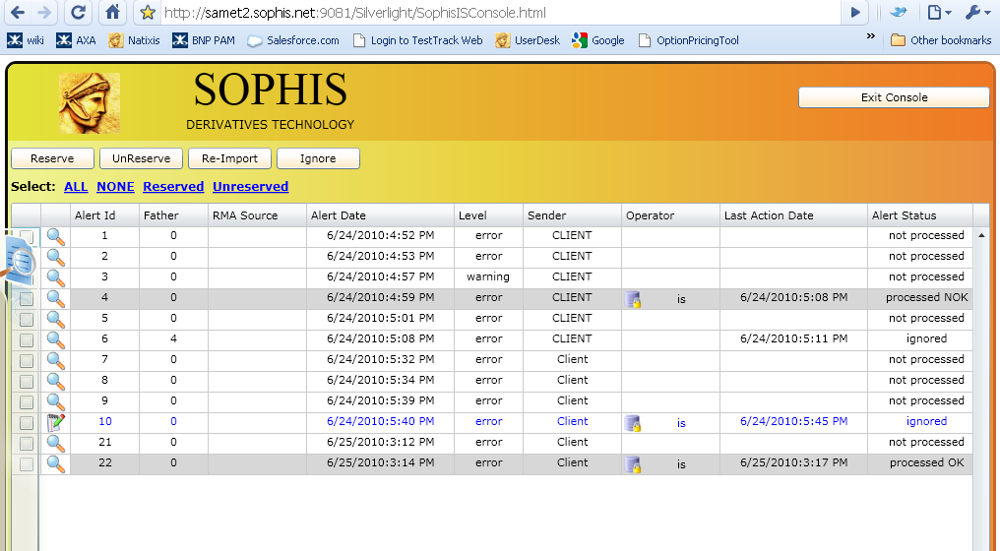 http://samet2.sophis.net:9081/Silverlight/SophisISConsole.html
wiki AXA Natixis BNP PAM Salesforce.com Login to TestTrack Web UserDesk Google OptionPricingTool » Other bookmarks
SOPHIS
DERIVATIVES TECHNOLOGY
Exit Console
Reserve UnReserve Re-Import Ignore
Select: ALL NONE Reserved Unreserved
Alert Id Father RMA Source Alert Date Level Sender Operator Last Action Date Alert Status
1 0 6/24/2010:4:52 PM error CLIENT not processed
2 0 6/24/2010:4:53 PM error CLIENT not processed
3 0 6/24/2010:4:57 PM warning CLIENT not processed
4 0 6/24/2010:4:59 PM error CLIENT is 6/24/2010:5:08 PM processed NOK
5 0 6/24/2010:5:01 PM error CLIENT not processed
6 4 6/24/2010:5:08 PM error CLIENT 6/24/2010:5:11 PM ignored
7 0 6/24/2010:5:32 PM error Client not processed
8 0 6/24/2010:5:34 PM error Client not processed
9 0 6/24/2010:5:39 PM error Client not processed
10 0 6/24/2010:5:40 PM error Client is 6/24/2010:5:45 PM ignored
21 0 6/25/2010:3:12 PM error Client not processed
22 0 6/25/2010:3:14 PM error Client is 6/25/2010:3:17 PM processed OK